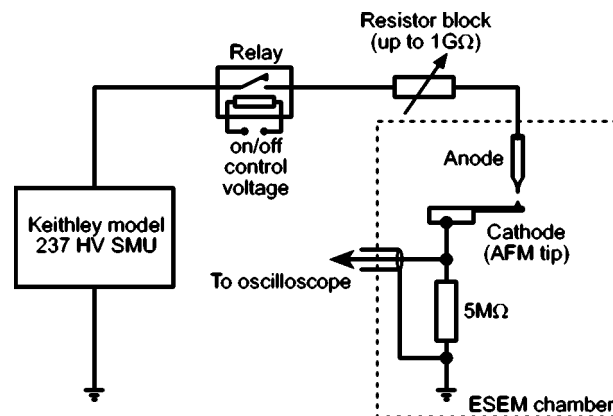 Resistor block
(up to 1GΩ)
Relay
on/off
control
voltage
Anode
Keithley model
237 HV SMU
Cathode
(AFM tip)
To oscilloscope
5MΩ
ESEM chamber